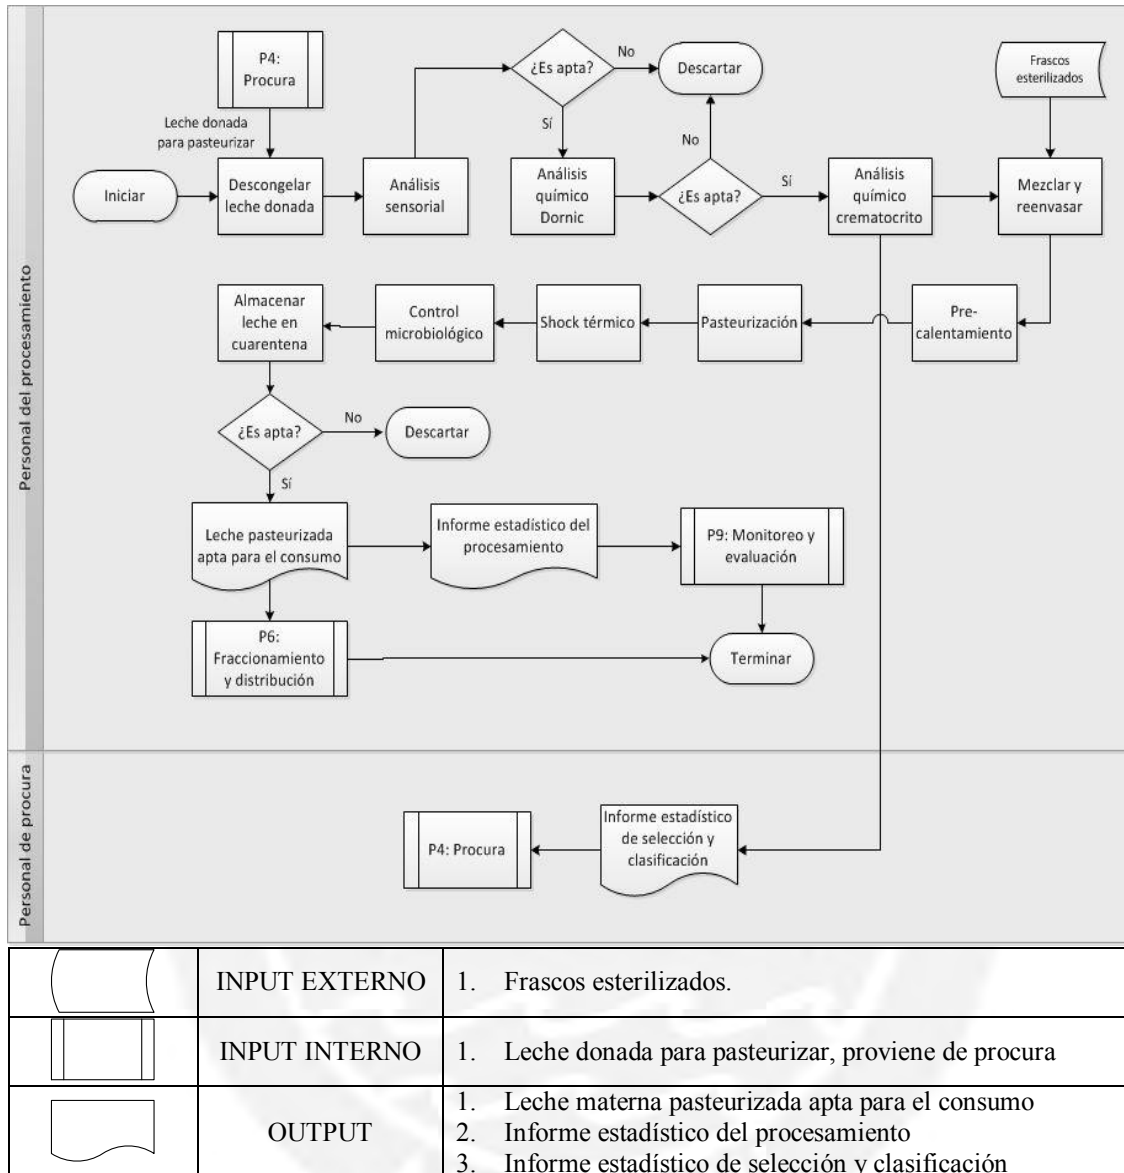 P4:
Procura
Leche donada
para pasteurizar
Iniciar
Descongelar
leche donada
Análisis
sensorial
¿Es apta?
No
Descartar
Sí
Análisis
químico
Dornic
No
¿Es apta?
Sí
Análisis
químico
crematocrito
Frascos
esterilizados
Mezclar y
reenvasar
Pre-
calentamiento
Pasteurización
Shock térmico
Control
microbiológico
Almacenar
leche en
cuarentena
¿Es apta?
No
Descartar
Sí
Leche pasteurizada
apta para el consumo
Informe estadístico del
procesamiento
P9: Monitoreo y
evaluación
P6:
Fraccionamiento
y distribución
Terminar
Personal del procesamiento
Informe estadístico
de selección y
clasificación
P4: Procura
Personal de procura
INPUT EXTERNO
1. Frascos esterilizados.
INPUT INTERNO
1. Leche donada para pasteurizar, proviene de procura
OUTPUT
1. Leche materna pasteurizada apta para el consumo
2. Informe estadístico del procesamiento
3. Informe estadístico de selección y clasificación